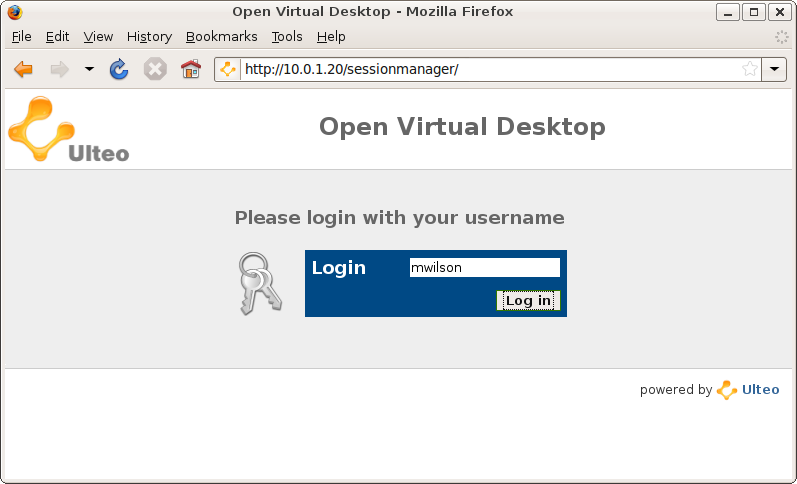 Open Virtual Desktop - Mozilla Firefox
File Edit View History Bookmarks Tools Help
http://10.0.1.20/sessionmanager/
Ulteo
Open Virtual Desktop
Please login with your username
Login mwilson
Log in
powered by Ulteo